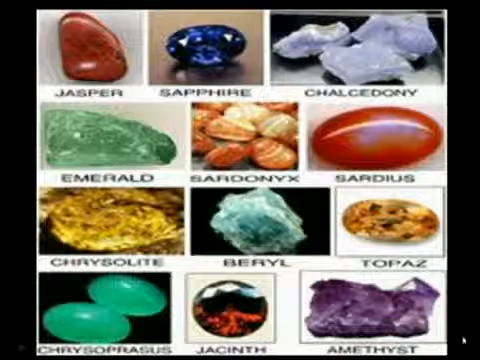 JASPER SAPPHIRE CHALCEDONY
EMERALD SARDONYX SARDIUS
CHRYSOLITE BERYL TOPAZ
CHRYSOPRASUS JACINTH AMETHYST